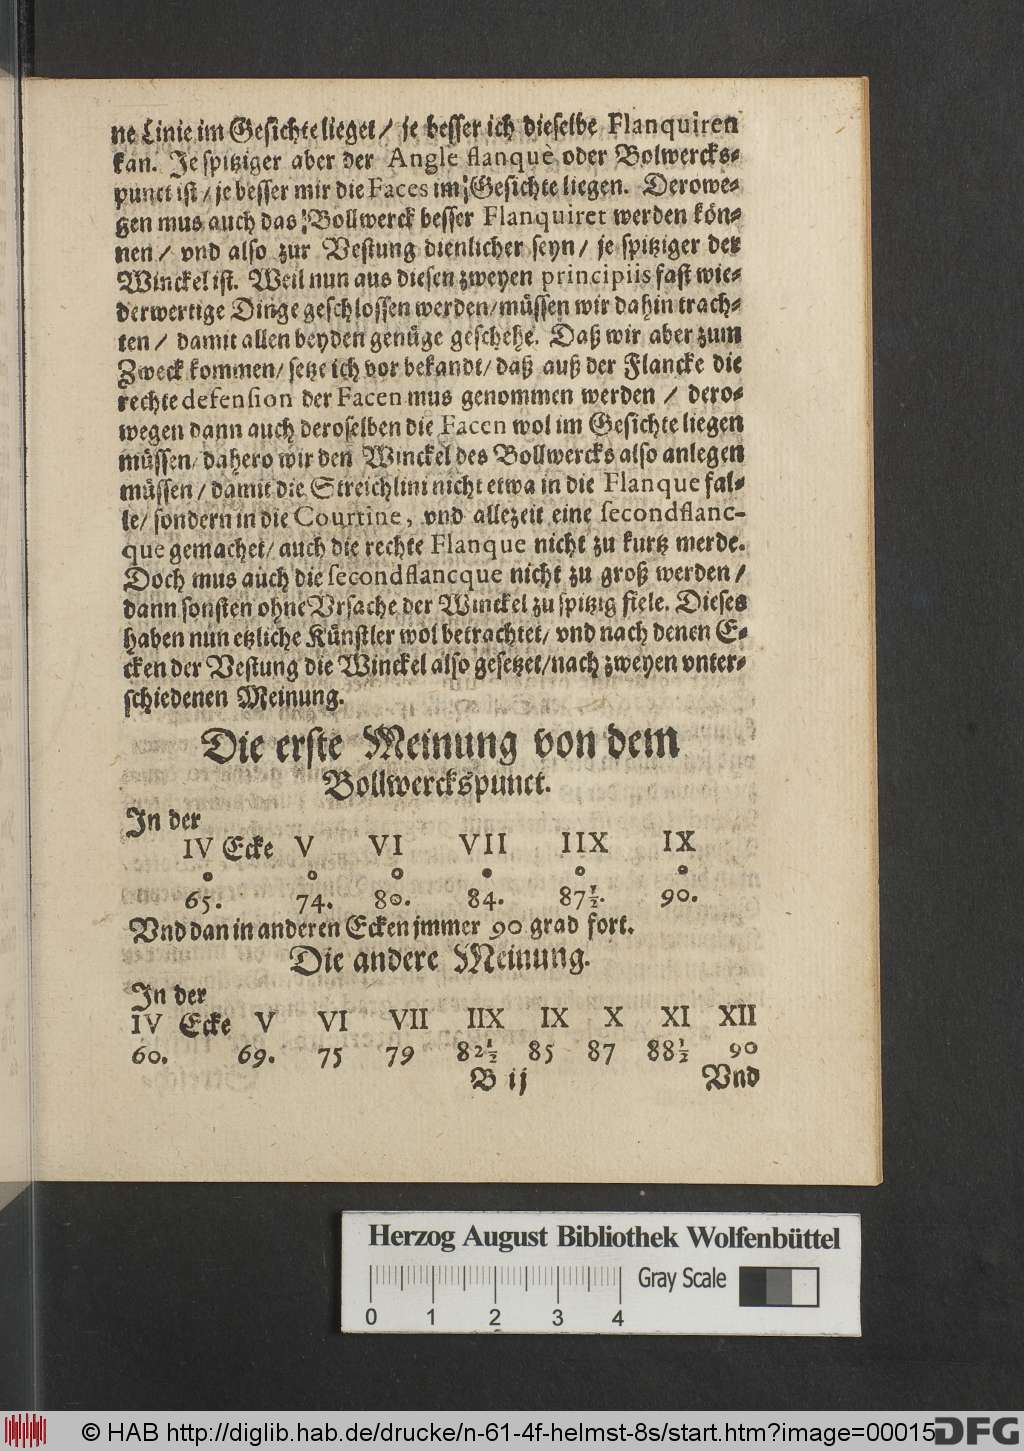 ne Linie im Gesichte lieget / je besser ich dieselbe Flanquiren
kan. Je spitziger aber der Angle flanquè oder Bolwercks-
punct ist / je besser mir die Faces im Gesichte liegen. Derowe-
gen mus auch das Bollwerck besser Flanquiret werden kön-
nen / vnd also zur Vestung dienlicher seyn / je spitziger der
Winckel ist. Weil nun aus diesen zweyen principiis fast wie-
derwertige Dinge geschlossen werden / müssen wir dahin trach-
ten / damit allen beyden genüge geschehe. Daß wir aber zum
Zweck kommen / setze ich vor bekandt / daß auß der Flancke die
rechte defension der Facen mus genommen werden / dero-
wegen dann auch deroselben die Facen wol im Gesichte liegen
müssen / dahero wir den Winckel des Bollwercks also anlegen
müssen / damit die Streichlini nicht etwa in die Flanque fal-
le / sondern in die Courtine, vnd allezeit eine secondflanc-
que gemachet / auch die rechte Flanque nicht zu kurtz werde.
Doch mus auch die secondflancque nicht zu groß werden /
dann sonsten ohne Vrsache der Winckel zu spitzig fiele. Dieses
haben nun etzliche Künstler wol betrachtet / vnd nach denen E-
cken der Vestung die Winckel also gesetzet / nach zweyen vnter-
schiedenen Meinung.
Die erste Meinung von dem
Bollwerckspunct.
In der
IV Ecke V VI VII IIX IX
° ° ° ° ° °
65. 74. 80. 84. 87½. 90.
Vnd dan in anderen Ecken jmmer 90 grad fort.
Die andere Meinung.
In der
IV Ecke V VI VII IIX IX X XI XII
60. 69. 75 79 82½ 85 87 88½ 90
B ij Vnd
Herzog August Bibliothek Wolfenbüttel
Gray Scale
0 1 2 3 4
© HAB http://diglib.hab.de/drucke/n-61-4f-helmst-8s/start.htm?image=00015
DFG